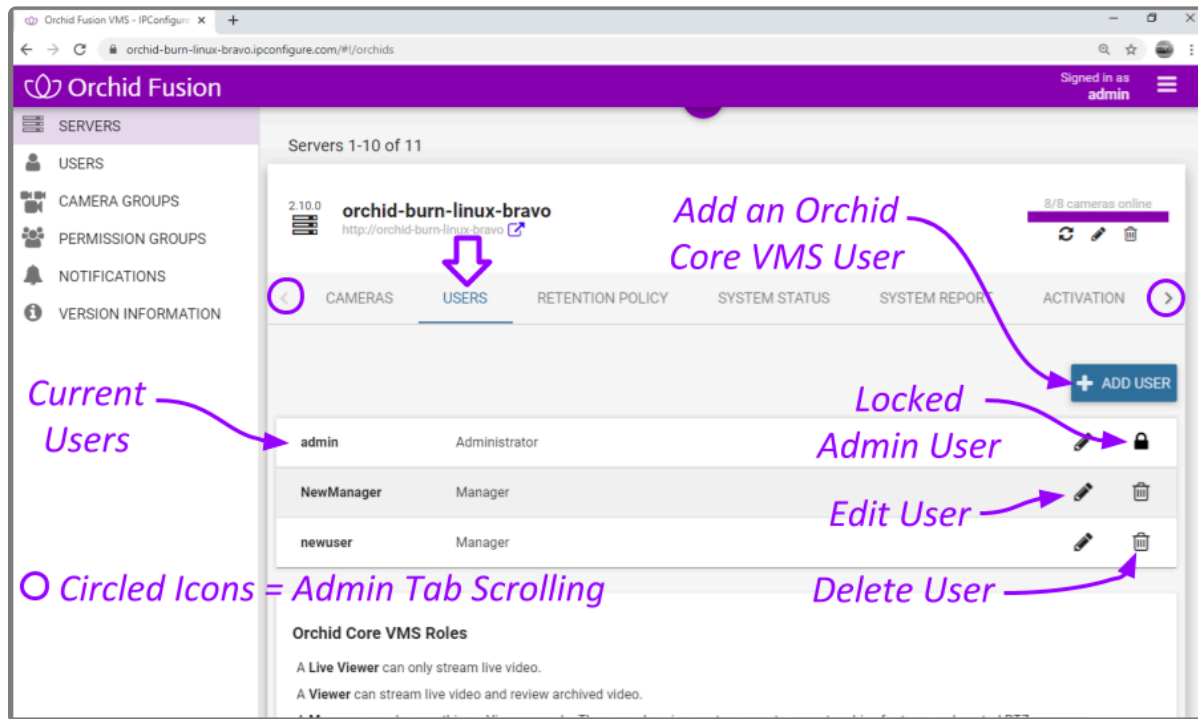 Orchid Fusion VMS - IPConfigure
orchid-burn-linux-bravo.ipconfigure.com/#!/orchids
Orchid Fusion
Signed in as
admin
SERVERS
USERS
CAMERA GROUPS
PERMISSION GROUPS
NOTIFICATIONS
VERSION INFORMATION
Servers 1-10 of 11
2.10.0
orchid-burn-linux-bravo
http://orchid-burn-linux-bravo
8/8 cameras online
Add an Orchid
Core VMS User
CAMERAS
USERS
RETENTION POLICY
SYSTEM STATUS
SYSTEM REPORT
ACTIVATION
ADD USER
Current
Users
Locked
Admin User
admin Administrator
NewManager Manager
Edit User
newuser Manager
Circled Icons = Admin Tab Scrolling
Delete User
Orchid Core VMS Roles
A Live Viewer can only stream live video.
A Viewer can stream live video and review archived video.